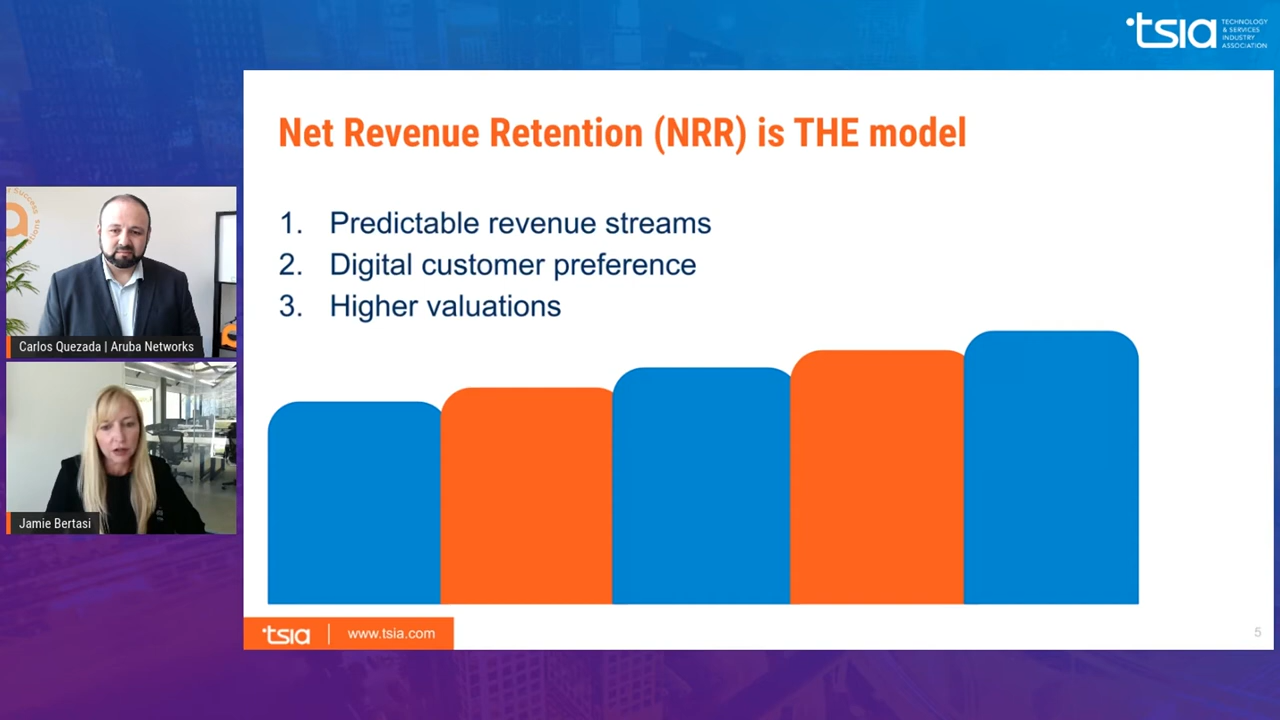 tsia TECHNOLOGY
& SERVICES
INDUSTRY
ASSOCIATION
Net Revenue Retention (NRR) is THE model
1. Predictable revenue streams
2. Digital customer preference
3. Higher valuations
Success
Carlos Quezada | Aruba Networks
Jamie Bertasi
tsia | www.tsia.com
5